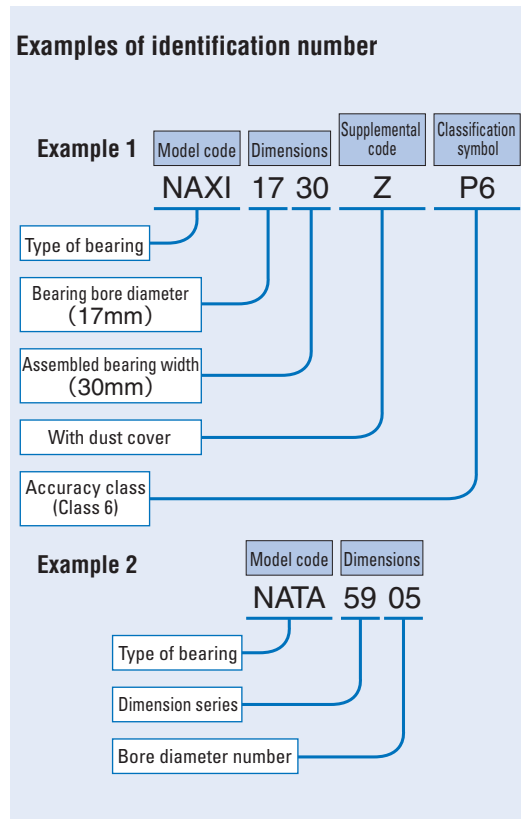 Examples of identification number
Supplemental Classification
Example 1 Model code Dimensions code symbol
NAXI 17 30 Z P6
Type of bearing
Bearing bore diameter
（17mm）
Assembled bearing width
（30mm）
With dust cover
Accuracy class
(Class 6)
Example 2 Model code Dimensions
NATA 59 05
Type of bearing
Dimension series
Bore diameter number